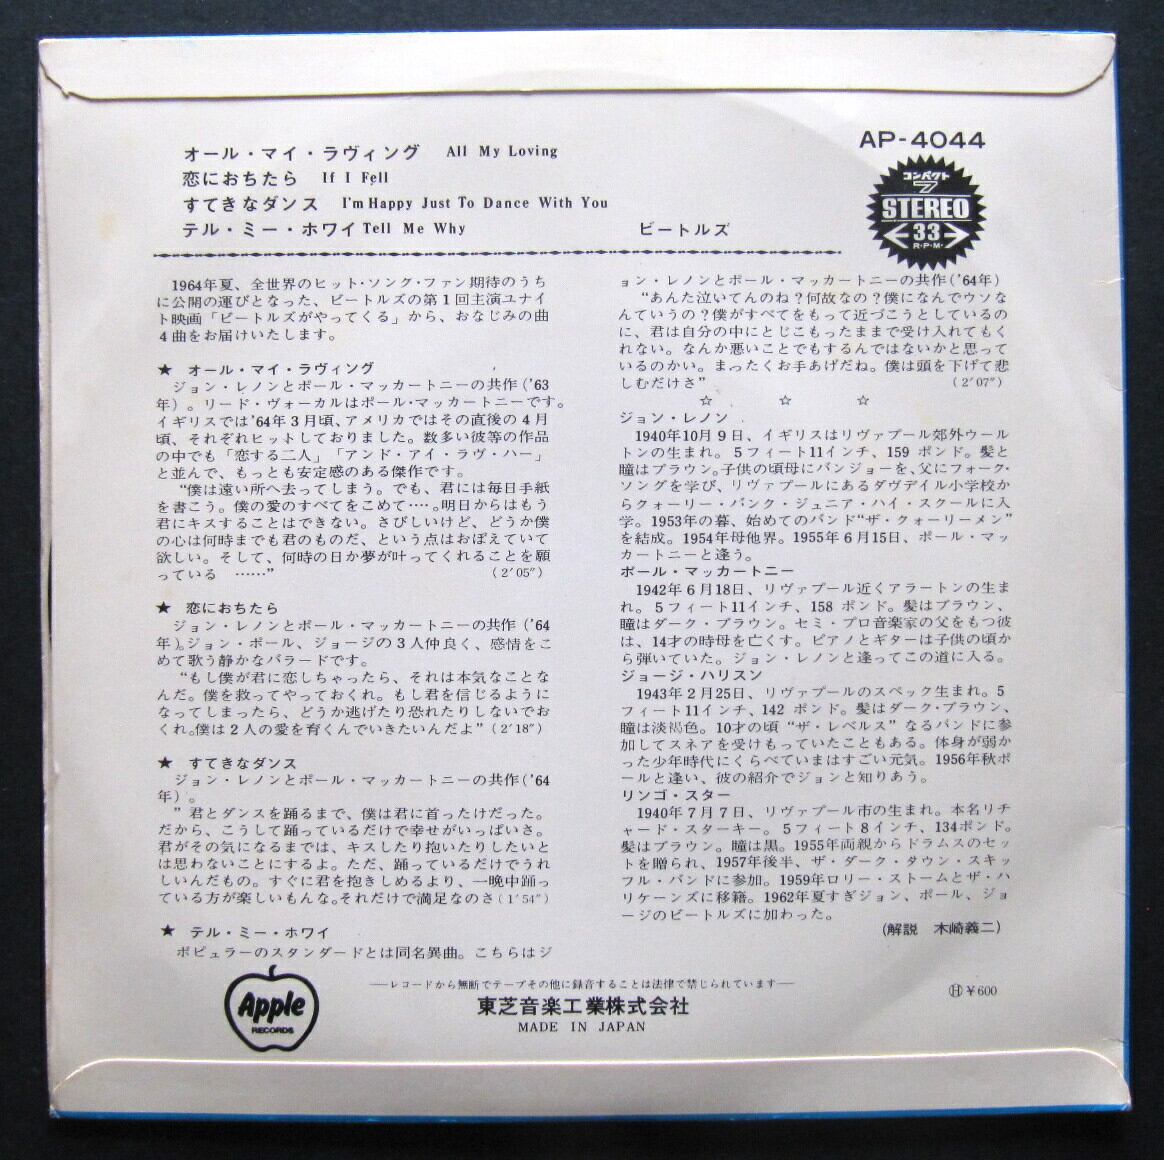 オール・マイ・ラヴィング All My Loving
恋におちたら If I Fell
すてきなダンス I'm Happy Just To Dance With You
テル・ミー・ホワイ Tell Me Why ビートルズ
AP-4044
コンパクト
7
STEREO
33
R・P・M・
1964年夏、全世界のヒット・ソング・ファン期待のうち
に公開の運びとなった、ビートルズの第1回主演ユナイ
ト映画「ビートルズがやってくる」から、おなじみの曲
4曲をお届けいたします。
★ オール・マイ・ラヴィング
ジョン・レノンとポール・マッカートニーの共作('63
年)。リード・ヴォーカルはポール・マッカートニーです。
イギリスでは'64年3月頃、アメリカではその直後の4月
頃、それぞれヒットしておりました。数多い彼等の作品
の中でも「恋する二人」「アンド・アイ・ラヴ・ハー」
と並んで、もっとも安定感のある傑作です。
“僕は遠い所へ去ってしまう。でも、君には毎日手紙
を書こう。僕の愛のすべてをこめて‥‥。明日からはもう
君にキスすることはできない。さびしいけど、どうか僕
の心は何時までも君のものだ、という点はおぼえていて
欲しい。そして、何時の日か夢が叶ってくれることを願
っている ……” (2'05")
★ 恋におちたら
ジョン・レノンとポール・マッカートニーの共作('64
年)。ジョン・ポール、ジョージの3人仲良く、感情をこ
めて歌う静かなバラードです。
“もし僕が君に恋しちゃったら、それは本気なことな
んだ。僕を救ってやっておくれ。もし君を信じるように
なってしまったら、どうか逃げたり恐れたりしないでお
くれ。僕は2人の愛を育くんでいきたいんだよ” (2'18")
★ すてきなダンス
ジョン・レノンとポール・マッカートニーの共作('64
年)。
” 君とダンスを踊るまで、僕は君に首ったけだった。
だから、こうして踊っているだけで幸せがいっぱいさ。
君がその気になるまでは、キスしたり抱いたりしたいと
は思わないことにするよ。ただ、踊っているだけでうれ
しいんだもの。すぐに君を抱きしめるより、一晩中踊っ
ている方が楽しいもんな。それだけで満足なのさ(1'54")
★ テル・ミー・ホワイ
ポピュラーのスタンダードとは同名異曲。こちらはジ
ョン・レノンとポール・マッカートニーの共作('64年)
“あんた泣いてんのね?何故なの?僕になんでウソな
んていうの?僕がすべてをもって近づこうとしているの
に、君は自分の中にとじこもったままで受け入れてもく
れない。なんか悪いことでもするんではないかと思って
いるのかい。まったくお手あげだね。僕は頭を下げて悲
しむだけさ” (2'07")
☆ ☆ ☆
ジョン・レノン
1940年10月9日、イギリスはリヴァプール郊外ウール
トンの生まれ。5フィート11インチ、159ポンド。髪と
瞳はブラウン。子供の頃母にバンジョーを、父にフォーク・
ソングを学び、リヴァプールにあるダヴデイル小学校か
らクォーリー・バンク・ジュニア・ハイ・スクールに入
学。1953年の暮、始めてのバンド“ザ・クォーリーメン”
を結成。1954年母他界。1955年6月15日、ポール・マッ
カートニーと逢う。
ポール・マッカートニー
1942年6月18日、リヴァプール近くアラートンの生ま
れ。5フィート11インチ、158ポンド。髪はブラウン、
瞳はダーク・ブラウン。セミ・プロ音楽家の父をもつ彼
は、14才の時母を亡くす。ピアノとギターは子供の頃か
ら弾いていた。ジョン・レノンと逢ってこの道に入る。
ジョージ・ハリスン
1943年2月25日、リヴァプールのスペック生まれ。5
フィート11インチ、142ポンド。髪はダーク・ブラウン、
瞳は淡褐色。10才の頃“ザ・レベルス”なるバンドに参
加してスネアを受けもっていたこともある。体身が弱か
った少年時代にくらべていまはすごい元気。1956年秋ポ
ールと逢い、彼の紹介でジョンと知りあう。
リンゴ・スター
1940年7月7日、リヴァプール市の生まれ。本名リチ
ャード・スターキー。5フィート8インチ、134ポンド。
髪はブラウン。瞳は黒。1955年両親からドラムスのセッ
トを贈られ、1957年後半、ザ・ダーク・タウン・スキッ
フル・バンドに参加。1959年ロリー・ストームとザ・ハ
リケーンズに移籍。1962年夏すぎジョン、ポール、ジョ
ージのビートルズに加わった。
(解説 木崎義二)
Apple
RECORDS
―レコードから無断でテープその他に録音することは法律で禁じられています―
東芝音楽工業株式会社
MADE IN JAPAN
Ⓗ ¥600